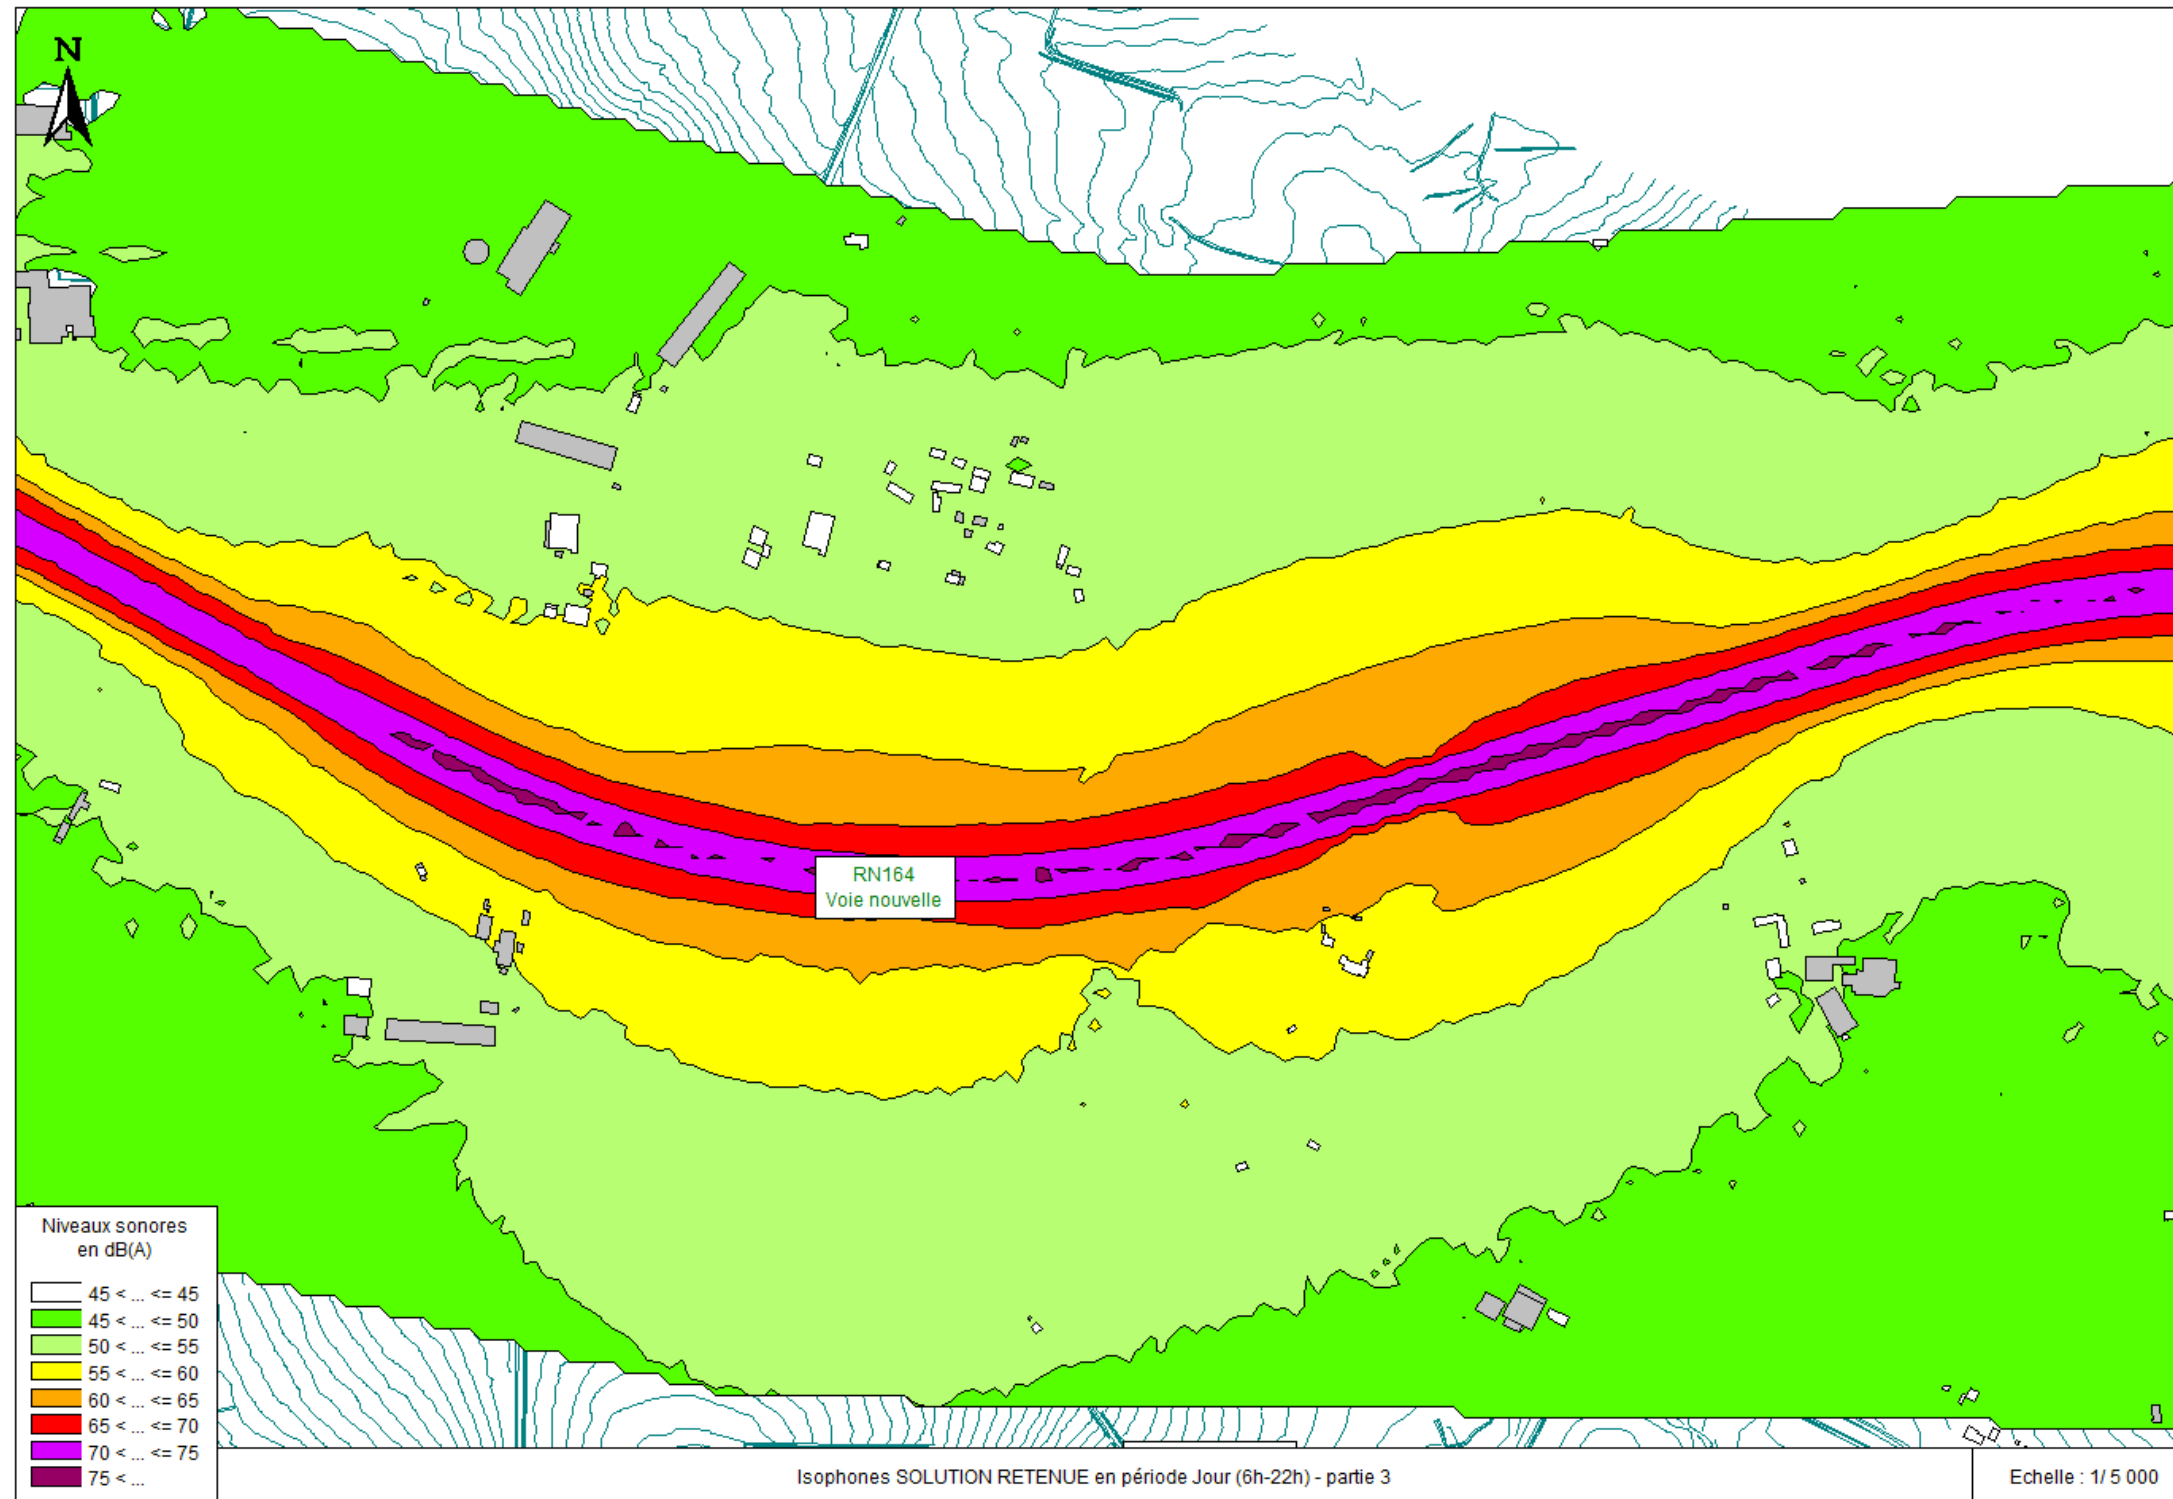 N
RN164
Voie nouvelle
Niveaux sonores
en dB(A)
45 < ... <= 45
45 < ... <= 50
50 < ... <= 55
55 < ... <= 60
60 < ... <= 65
65 < ... <= 70
70 < ... <= 75
75 < ...
Isophones SOLUTION RETENUE en période Jour (6h-22h) - partie 3
Echelle : 1/ 5 000